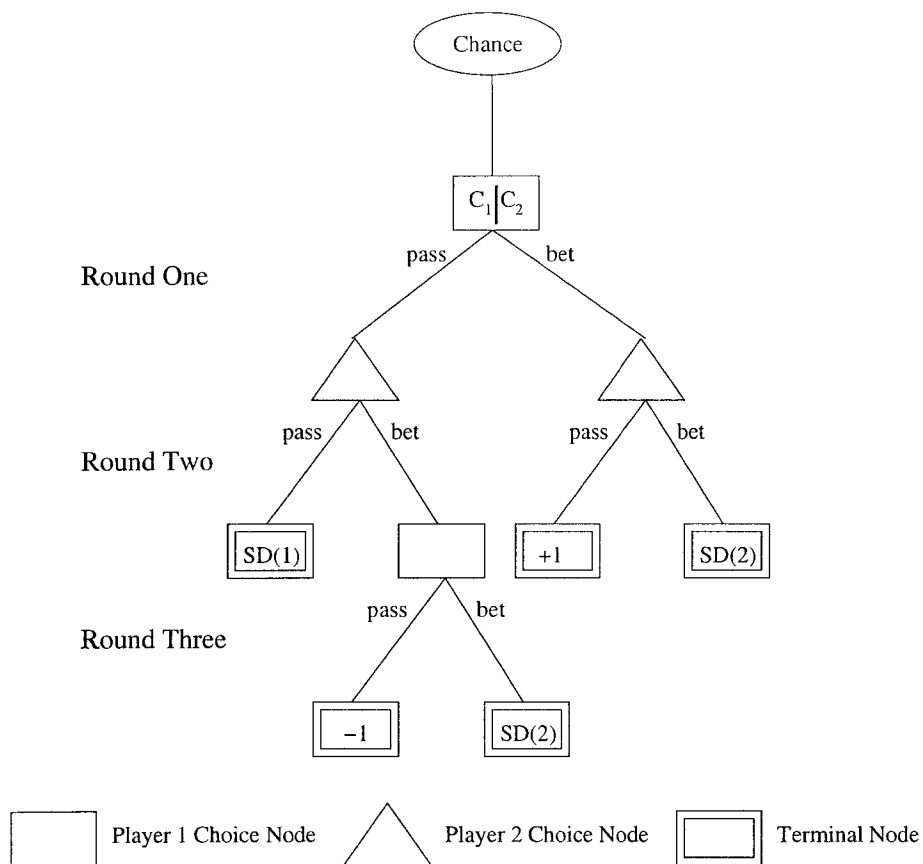 Chance
C₁|C₂
pass bet
Round One
pass bet pass bet
Round Two
SD(1) +1 SD(2)
pass bet
Round Three
−1 SD(2)
Player 1 Choice Node Player 2 Choice Node Terminal Node